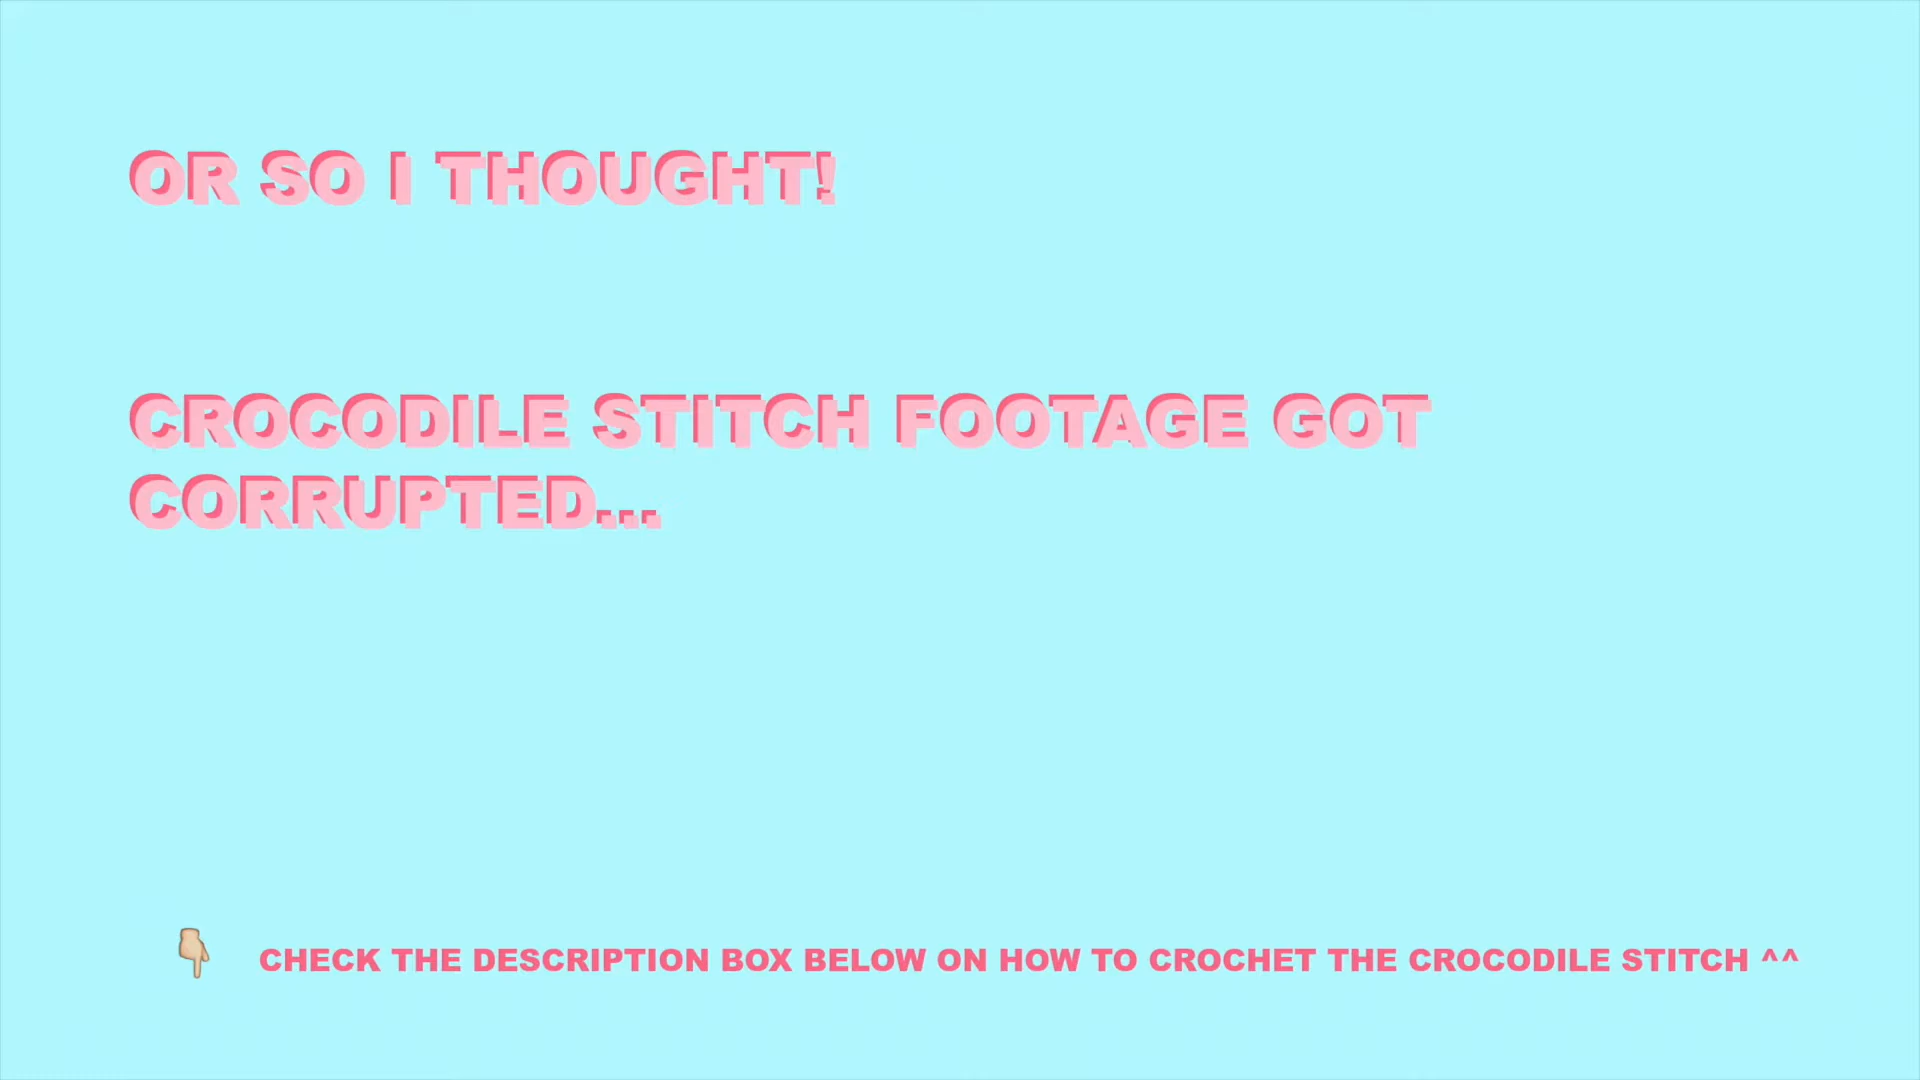 OR SO I THOUGHT!
CROCODILE STITCH FOOTAGE GOT
CORRUPTED...
👇🏼 CHECK THE DESCRIPTION BOX BELOW ON HOW TO CROCHET THE CROCODILE STITCH ^^